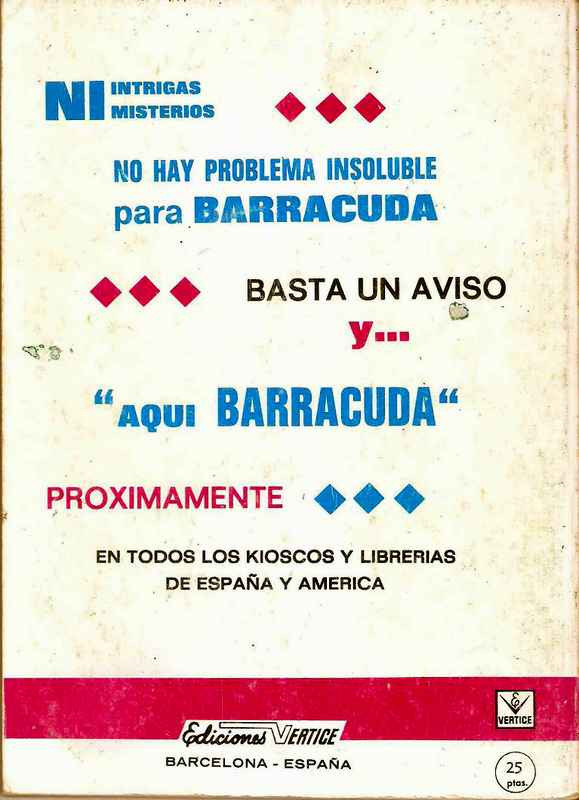 NI INTRIGAS
MISTERIOS
NO HAY PROBLEMA INSOLUBLE
para BARRACUDA
BASTA UN AVISO
y...
“AQUI BARRACUDA“
PROXIMAMENTE
EN TODOS LOS KIOSCOS Y LIBRERIAS
DE ESPAÑA Y AMERICA
Ediciones VERTICE
BARCELONA - ESPAÑA
E V
VERTICE
25
ptas.